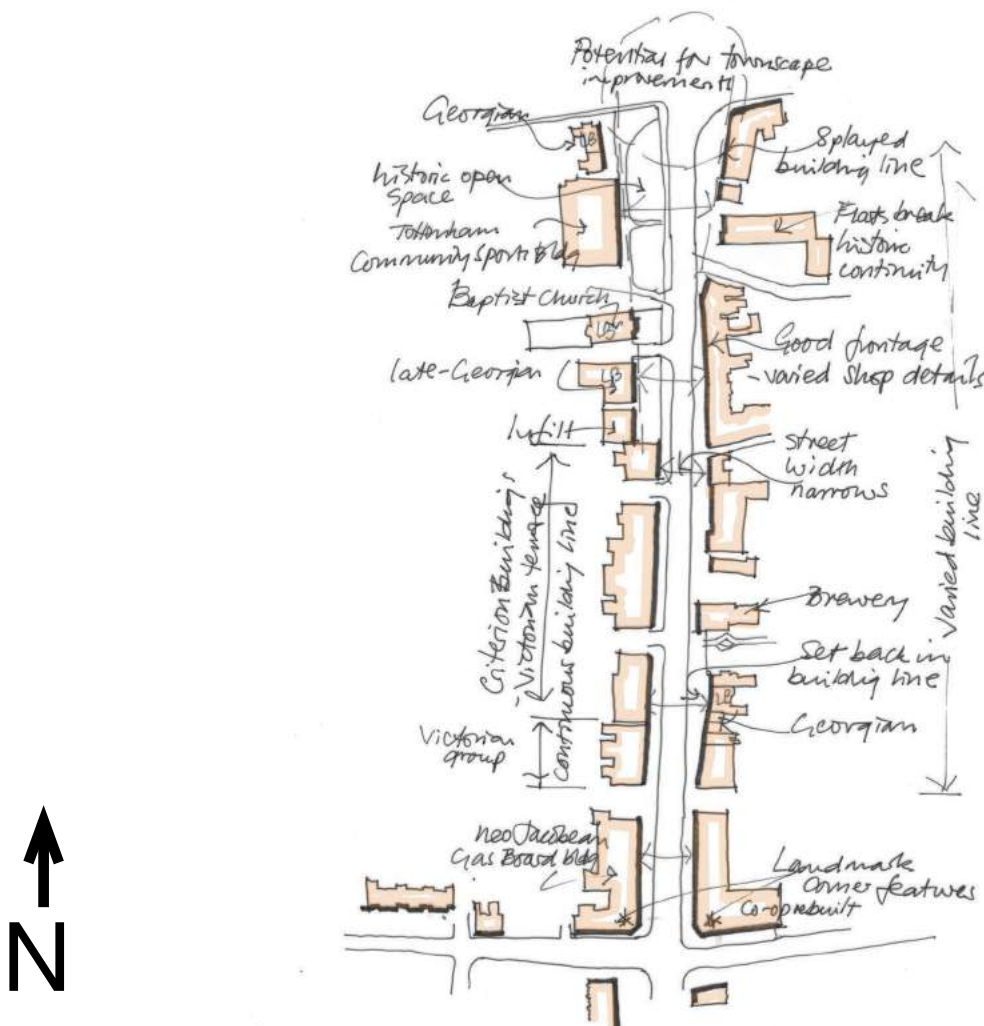 Potential for townscape
improvements
Georgian
LB
Splayed
building line
historic open
space
Tottenham
Community Sports Bldg
Flats break
historic
continuity
Baptist Church
LB
Good frontage
- varied shop details
late-Georgian
LB
Infill
street
width
narrows
Criterion Buildings
- Victorian terrace
continuous building line
Varied building
line
Brewery
Set back in
building line
LB
Georgian
Victorian
group
neo Jacobean
Gas Board bldg
Landmark
Corner features
Co-op rebuilt
N